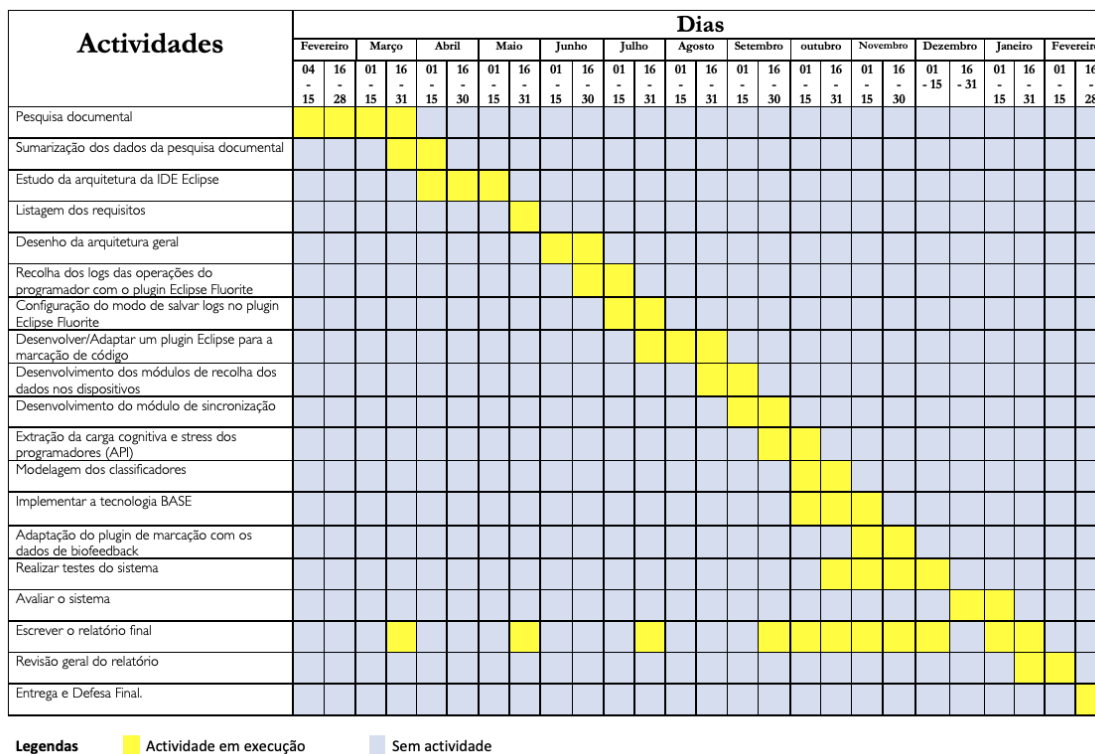 Actividades
Dias
Fevereiro Março Abril Maio Junho Julho Agosto Setembro outubro Novembro Dezembro Janeiro Fevereiro
04 16 01 16 01 16 01 16 01 16 01 16 01 16 01 16 01 16 01 16 01 16 01 16 01 16
- - - - - - - - - - - - - - - - - - - - - 15 - 31 - - - -
15 28 15 31 15 30 15 31 15 30 15 31 15 31 15 30 15 31 15 30 15 31 15 28
Pesquisa documental
Sumarização dos dados da pesquisa documental
Estudo da arquitetura da IDE Eclipse
Listagem dos requisitos
Desenho da arquitetura geral
Recolha dos logs das operações do
programador com o plugin Eclipse Fluorite
Configuração do modo de salvar logs no plugin
Eclipse Fluorite
Desenvolver/Adaptar um plugin Eclipse para a
marcação de código
Desenvolvimento dos módulos de recolha dos
dados nos dispositivos
Desenvolvimento do módulo de sincronização
Extração da carga cognitiva e stress dos
programadores (API)
Modelagem dos classificadores
Implementar a tecnologia BASE
Adaptação do plugin de marcação com os
dados de biofeedback
Realizar testes do sistema
Avaliar o sistema
Escrever o relatório final
Revisão geral do relatório
Entrega e Defesa Final.
Legendas Actividade em execução Sem actividade